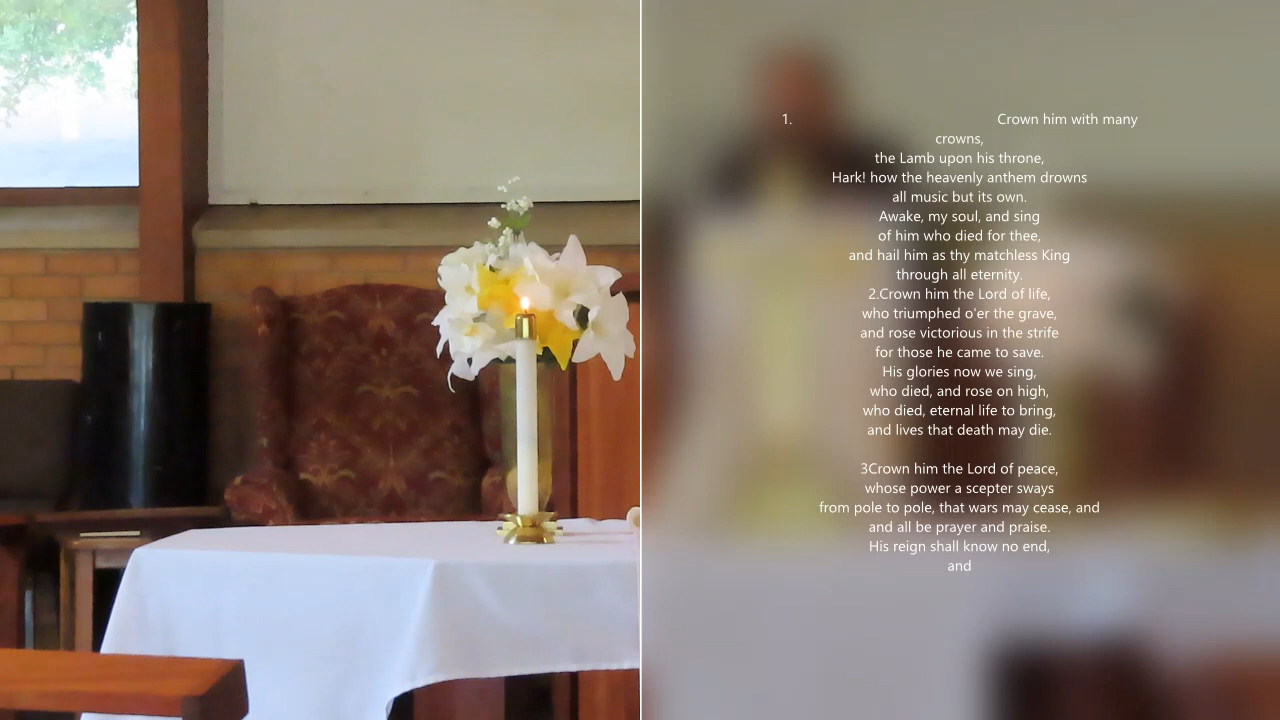 1. Crown him with many
crowns,
the Lamb upon his throne,
Hark! how the heavenly anthem drowns
all music but its own.
Awake, my soul, and sing
of him who died for thee,
and hail him as thy matchless King
through all eternity.
2.Crown him the Lord of life,
who triumphed o'er the grave,
and rose victorious in the strife
for those he came to save.
His glories now we sing,
who died, and rose on high,
who died, eternal life to bring,
and lives that death may die.
3Crown him the Lord of peace,
whose power a scepter sways
from pole to pole, that wars may cease, and
and all be prayer and praise.
His reign shall know no end,
and